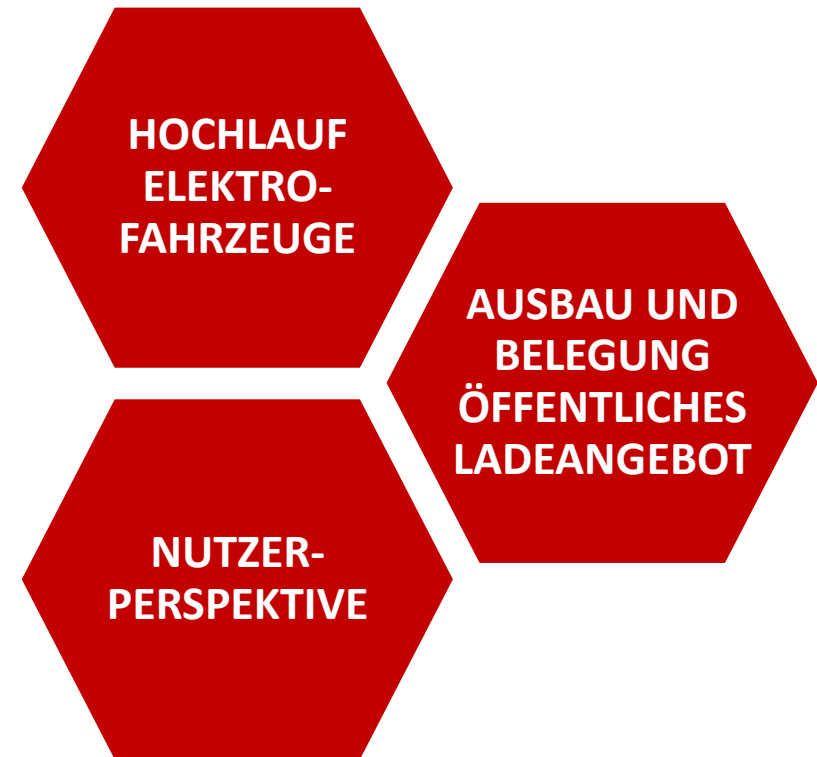 HOCHLAUF
ELEKTRO-
FAHRZEUGE
AUSBAU UND
BELEGUNG
ÖFFENTLICHES
LADEANGEBOT
NUTZER-
PERSPEKTIVE